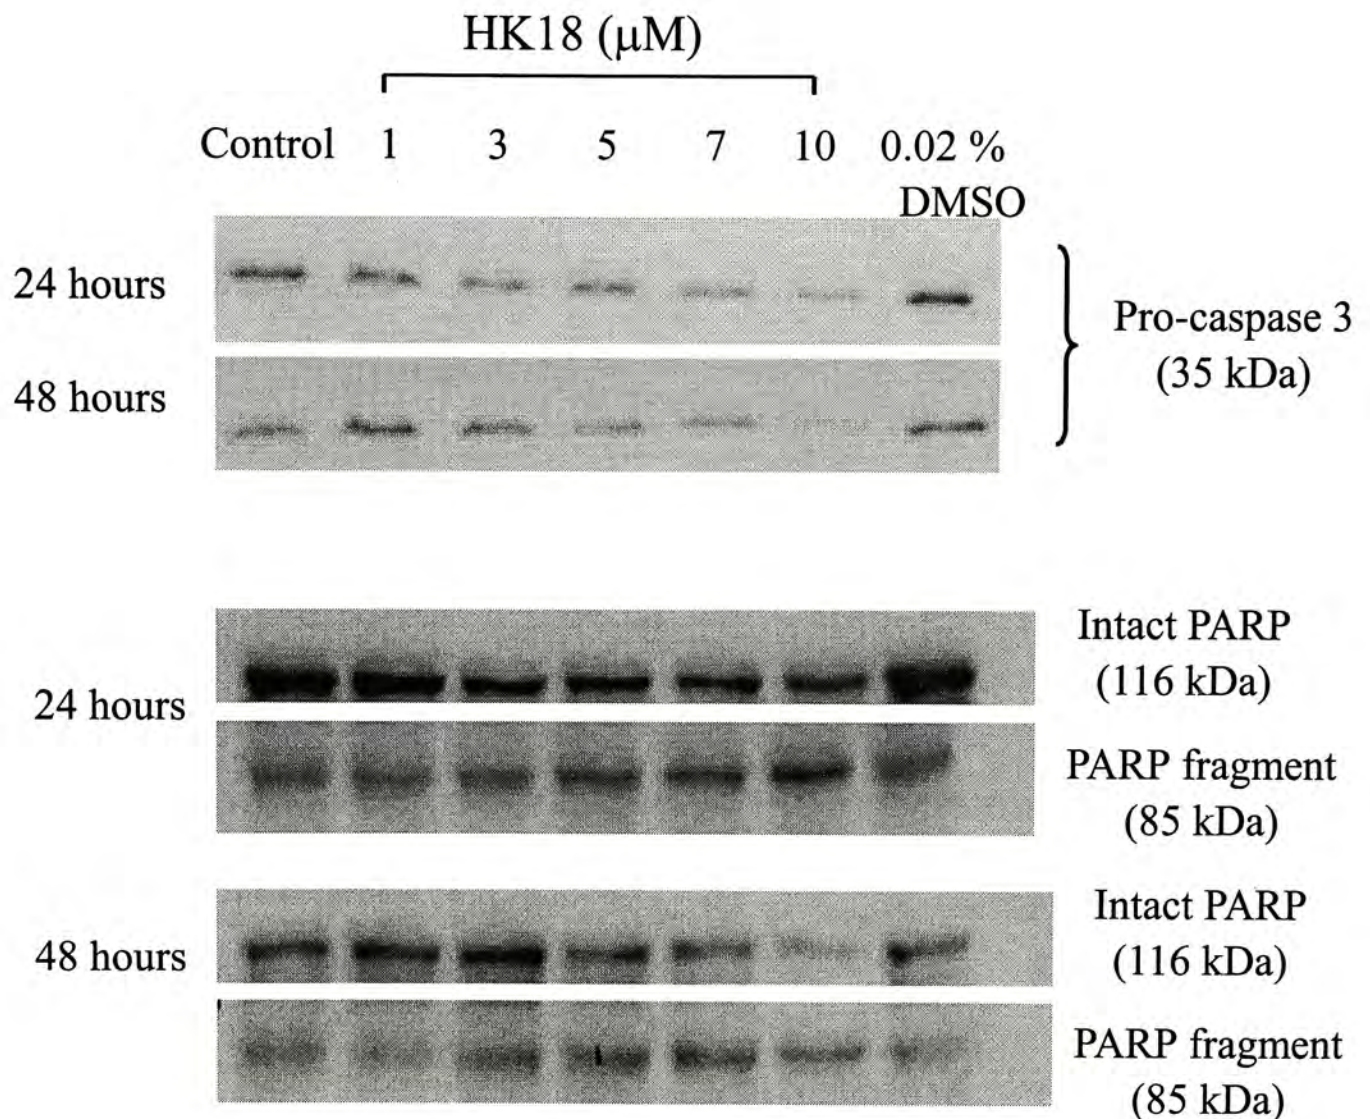 HK18 (μM)
Control 1 3 5 7 10 0.02 %
DMSO
24 hours
48 hours
Pro-caspase 3
(35 kDa)
24 hours
Intact PARP
(116 kDa)
PARP fragment
(85 kDa)
48 hours
Intact PARP
(116 kDa)
PARP fragment
(85 kDa)